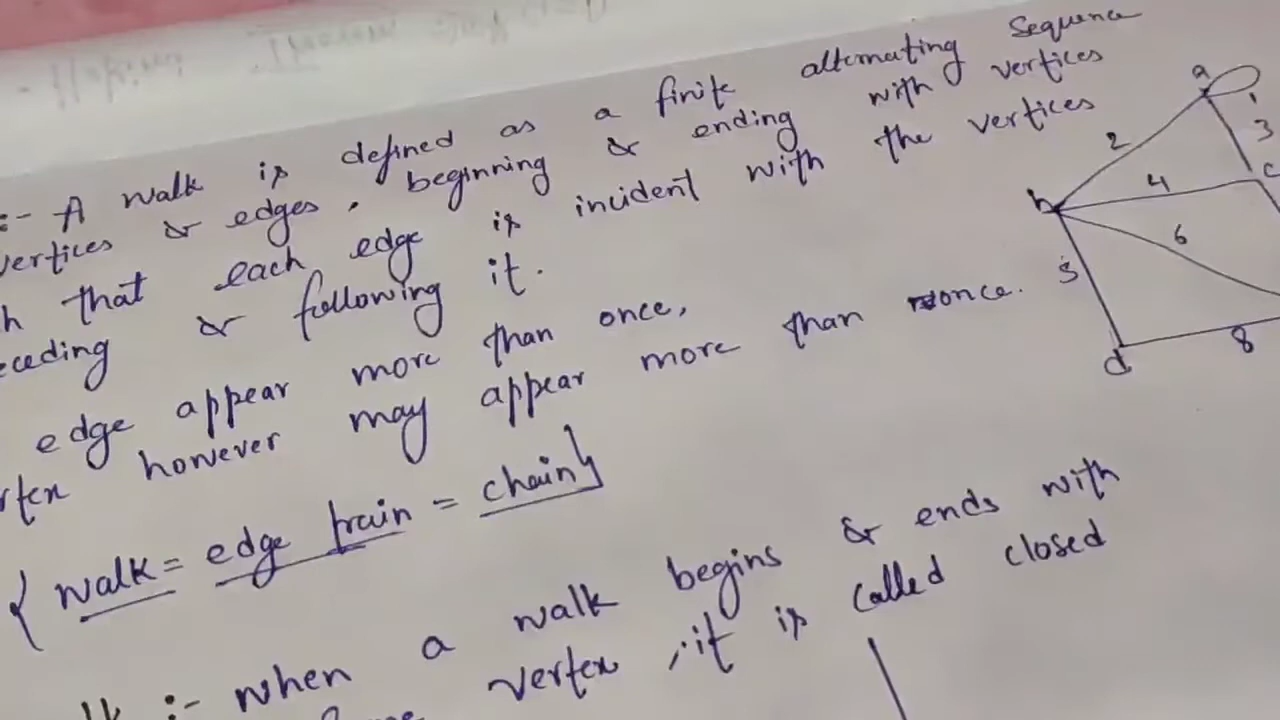 :- A walk is defined as a finite alternating sequence
vertices & edges, beginning & ending with vertices
h that each edge is incident with the vertices
eceding & following it.
edge appear more than once,
rtex however may appear more than once.
{ walk = edge train = chain}
:- when a walk begins & ends with
vertex, it is called closed
a
1
2
3
b
4
c
6
5
d
8